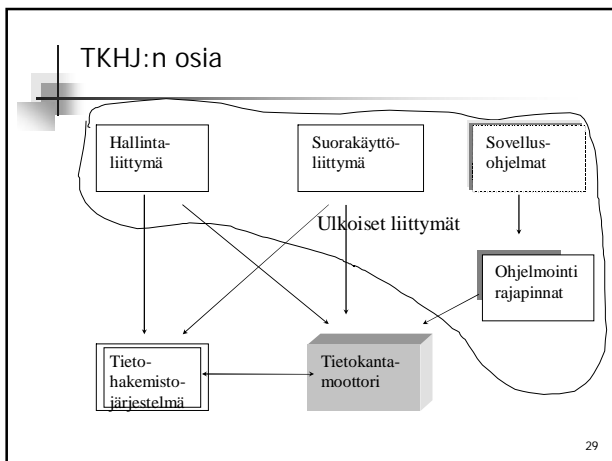 TKHJ:n osia
Hallinta-
liittymä
Suorakäyttö-
liittymä
Sovellus-
ohjelmat
Ulkoiset liittymät
Ohjelmointi
rajapinnat
Tieto-
hakemisto-
järjestelmä
Tietokanta-
moottori
29